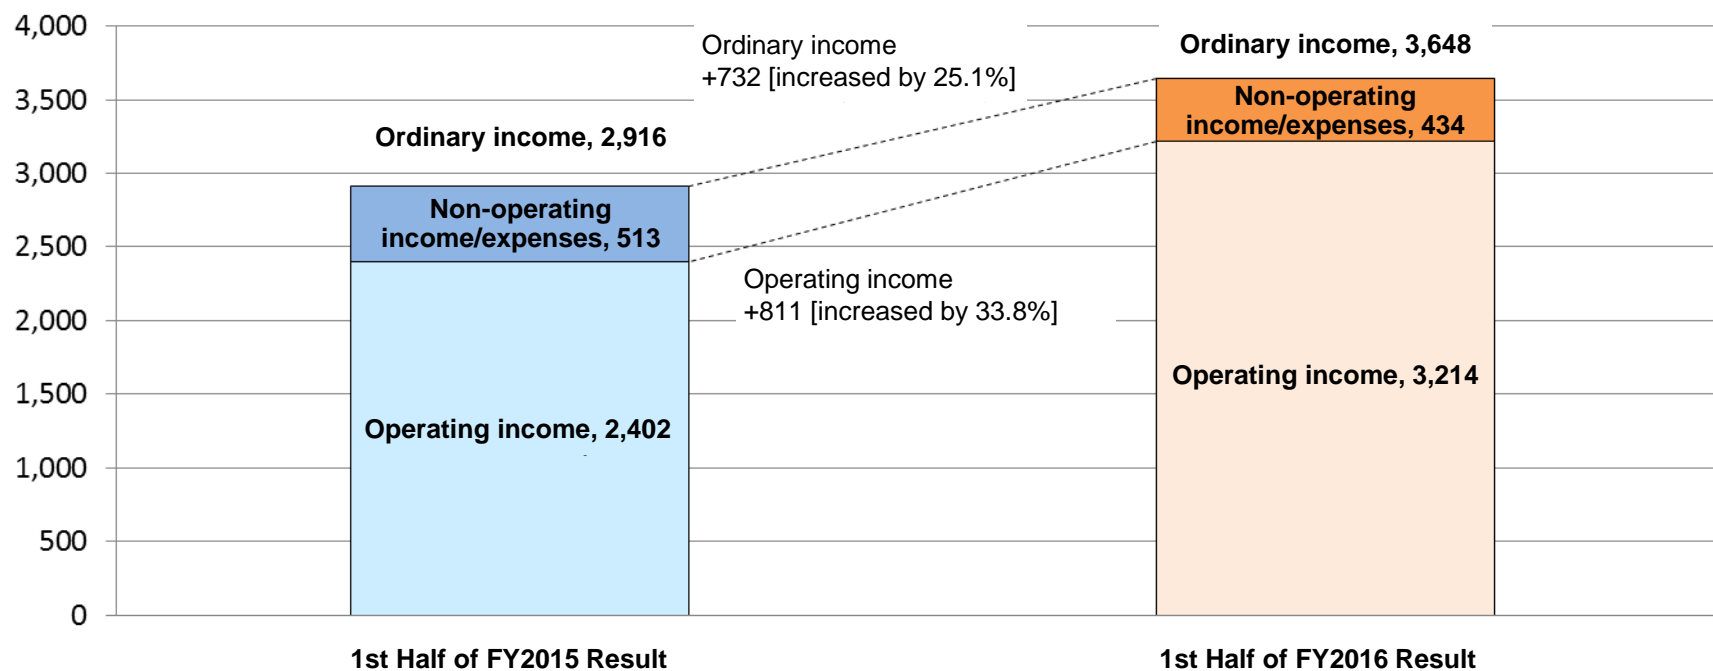 4,000
3,500
3,000
2,500
2,000
1,500
1,000
500
0
Ordinary income, 2,916
Non-operating
income/expenses, 513
Operating income, 2,402
Ordinary income
+732 [increased by 25.1%]
Operating income
+811 [increased by 33.8%]
Ordinary income, 3,648
Non-operating
income/expenses, 434
Operating income, 3,214
1st Half of FY2015 Result
1st Half of FY2016 Result